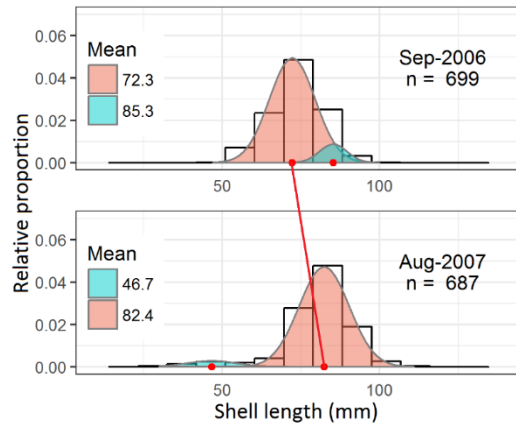 Relative proportion
0.06
0.04
0.02
0.00
Mean
72.3
85.3
Sep-2006
n = 699
50
100
0.06
0.04
0.02
0.00
Mean
46.7
82.4
Aug-2007
n = 687
50
100
Shell length (mm)